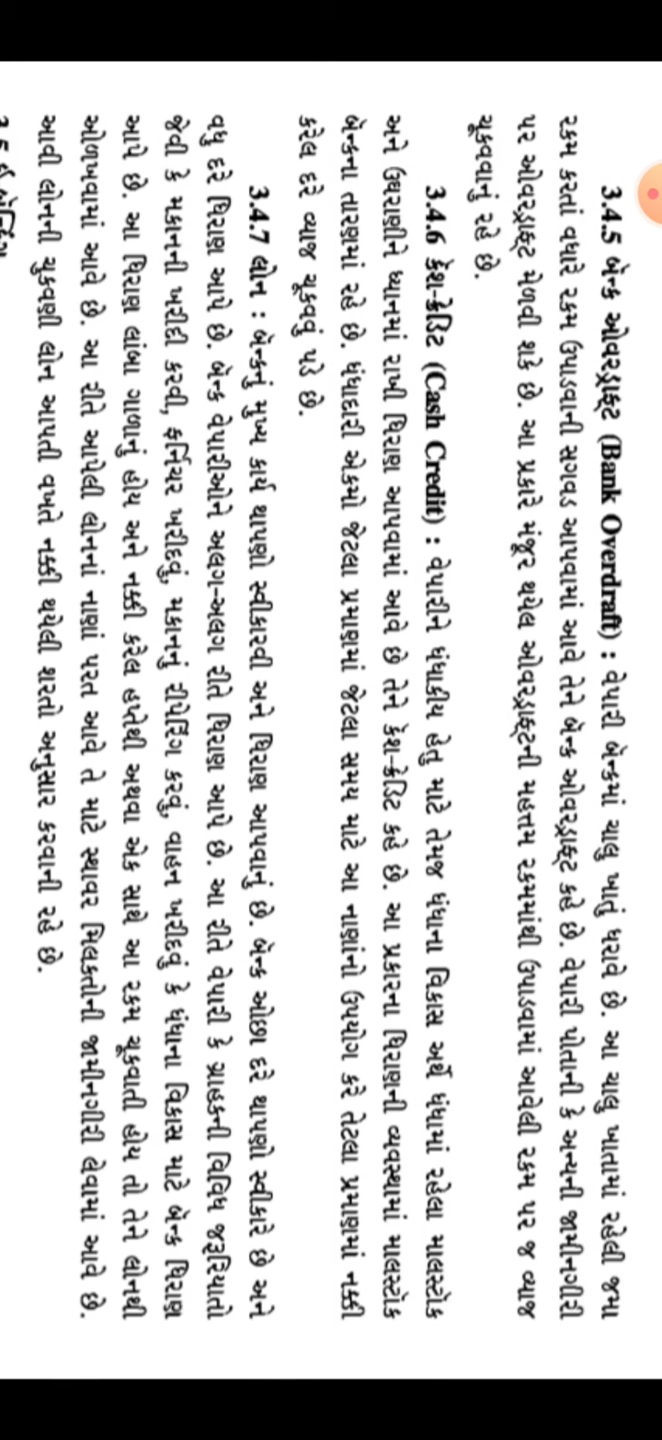 3.4.5 બેન્ક ઓવરડ્રાફ્ટ (Bank Overdraft) : વેપારી બેન્કમાં ચાલુ ખાતું ધરાવે છે. આ ચાલુ ખાતામાં રહેલી જમા
રકમ કરતાં વધારે રકમ ઉપાડવાની સગવડ આપવામાં આવે તેને બેન્ક ઓવરડ્રાફ્ટ કહે છે. વેપારી પોતાની કે અન્યની જામીનગીરી
પર ઓવરડ્રાફ્ટ મેળવી શકે છે. આ પ્રકારે મંજૂર થયેલ ઓવરડ્રાફ્ટની મહત્તમ રકમમાંથી ઉપાડવામાં આવેલી રકમ પર જ વ્યાજ
ચૂકવવાનું રહે છે.
3.4.6 કેશ-ક્રેડિટ (Cash Credit) : વેપારીને ધંધાકીય હેતુ માટે તેમજ ધંધાના વિકાસ અર્થે ધંધામાં રહેલા માલસ્ટૉક
અને ઉઘરાણીને ધ્યાનમાં રાખી ધિરાણ આપવામાં આવે છે તેને કેશ-ક્રેડિટ કહે છે. આ પ્રકારના ધિરાણની વ્યવસ્થામાં માલસ્ટૉક
બેન્કના તારણમાં રહે છે. ધંધાદારી એકમો જેટલા પ્રમાણમાં જેટલા સમય માટે આ નાણાંનો ઉપયોગ કરે તેટલા પ્રમાણમાં નક્કી
કરેલ દરે વ્યાજ ચૂકવવું પડે છે.
3.4.7 લોન : બેન્કનું મુખ્ય કાર્ય થાપણો સ્વીકારવી અને ધિરાણ આપવાનું છે. બેન્ક ઓછા દરે થાપણો સ્વીકારે છે અને
વધુ દરે ધિરાણ આપે છે. બેન્ક વેપારીઓને અલગ-અલગ રીતે ધિરાણ આપે છે. આ રીતે વેપારી કે ગ્રાહકની વિવિધ જરૂરિયાતો
જેવી કે મકાનની ખરીદી કરવી, ફર્નિચર ખરીદવું, મકાનનું રીપેરિંગ કરવું, વાહન ખરીદવું કે ધંધાના વિકાસ માટે બેન્ક ધિરાણ
આપે છે. આ ધિરાણ લાંબા ગાળાનું હોય અને નક્કી કરેલ હપ્તેથી અથવા એક સાથે આ રકમ ચૂકવાતી હોય તો તેને લોનથી
ઓળખવામાં આવે છે. આ રીતે આપેલી લોનનાં નાણાં પરત આવે તે માટે સ્થાવર મિલકતોની જામીનગીરી લેવામાં આવે છે.
આવી લોનની ચૂકવણી લોન આપતી વખતે નક્કી થયેલી શરતો અનુસાર કરવાની રહે છે.